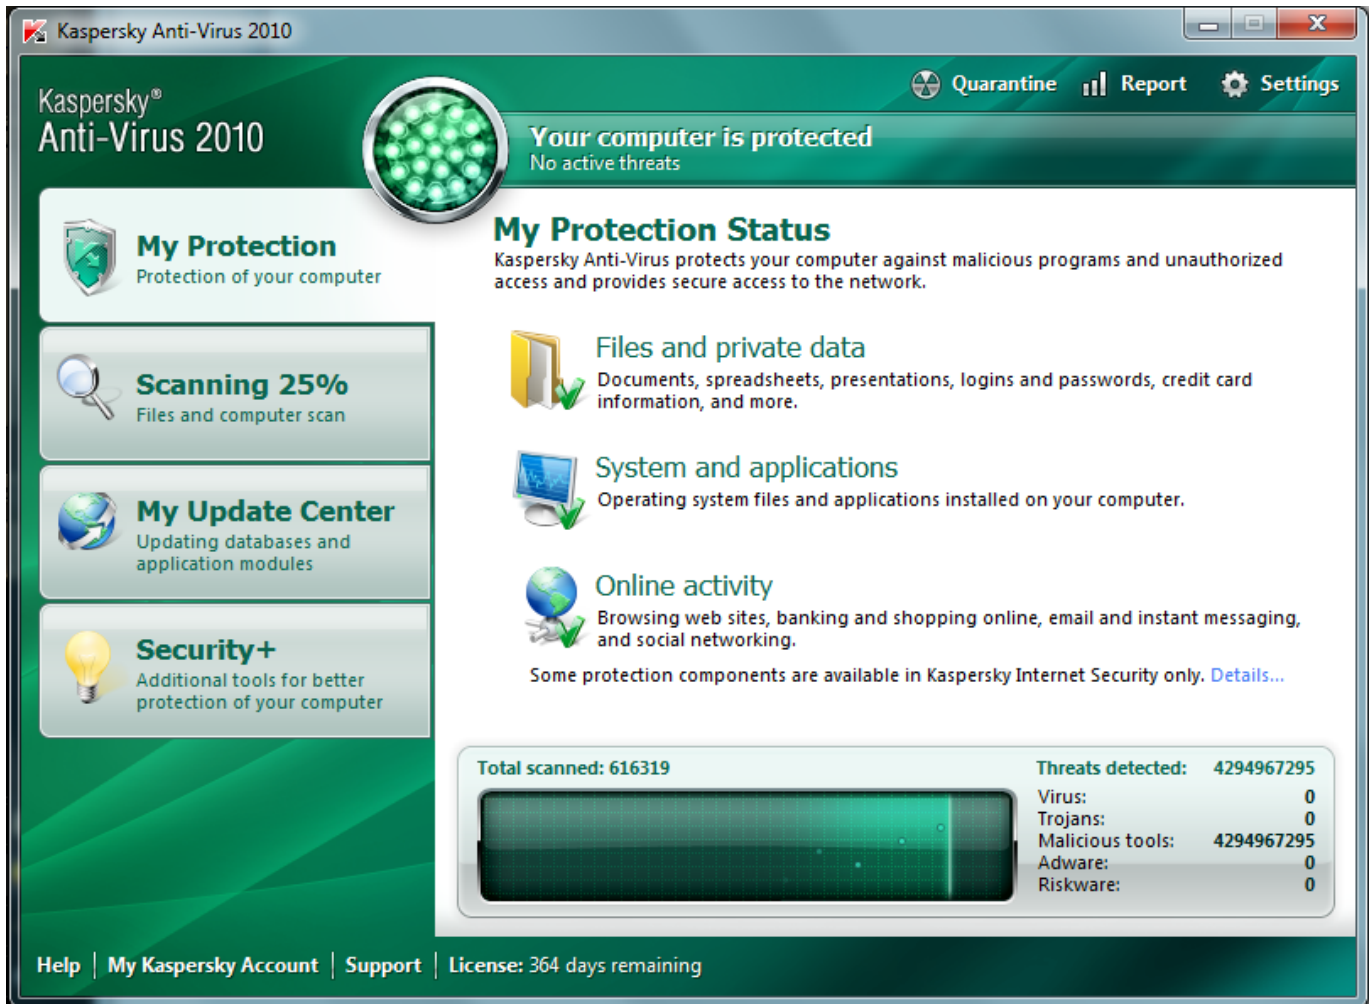 Kaspersky Anti-Virus 2010
Quarantine
Report
Settings
Kaspersky®
Anti-Virus 2010
Your computer is protected
No active threats
My Protection
Protection of your computer
Scanning 25%
Files and computer scan
My Update Center
Updating databases and
application modules
Security+
Additional tools for better
protection of your computer
My Protection Status
Kaspersky Anti-Virus protects your computer against malicious programs and unauthorized
access and provides secure access to the network.
Files and private data
Documents, spreadsheets, presentations, logins and passwords, credit card
information, and more.
System and applications
Operating system files and applications installed on your computer.
Online activity
Browsing web sites, banking and shopping online, email and instant messaging,
and social networking.
Some protection components are available in Kaspersky Internet Security only. Details...
Total scanned: 616319
Threats detected: 4294967295
Virus: 0
Trojans: 0
Malicious tools: 4294967295
Adware: 0
Riskware: 0
Help | My Kaspersky Account | Support | License: 364 days remaining